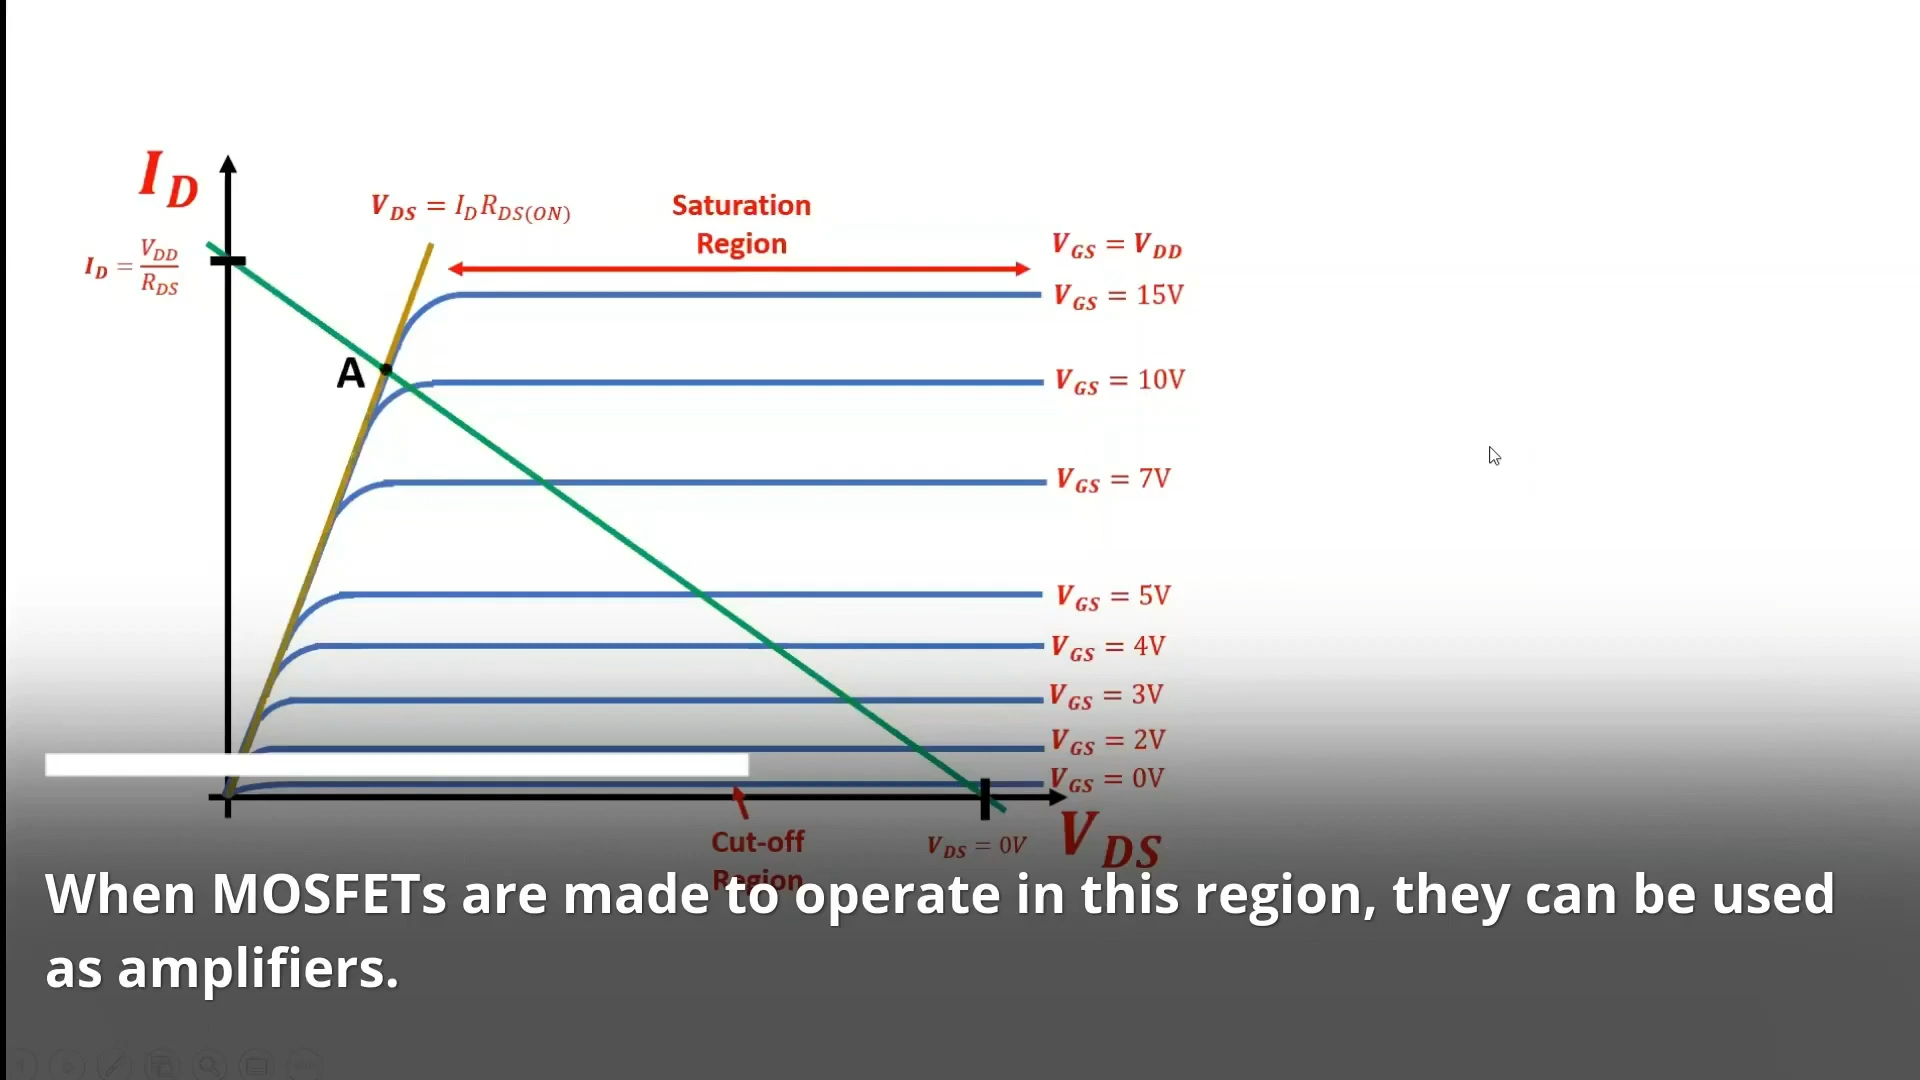 I_D
V_DS = I_D R_DS(ON)
Saturation
Region
V_GS = V_DD
I_D = V_DD / R_DS
V_GS = 15V
A
V_GS = 10V
V_GS = 7V
V_GS = 5V
V_GS = 4V
V_GS = 3V
V_GS = 2V
V_GS = 0V
Cut-off
Region
V_DS = 0V
V_DS
When MOSFETs are made to operate in this region, they can be used
as amplifiers.